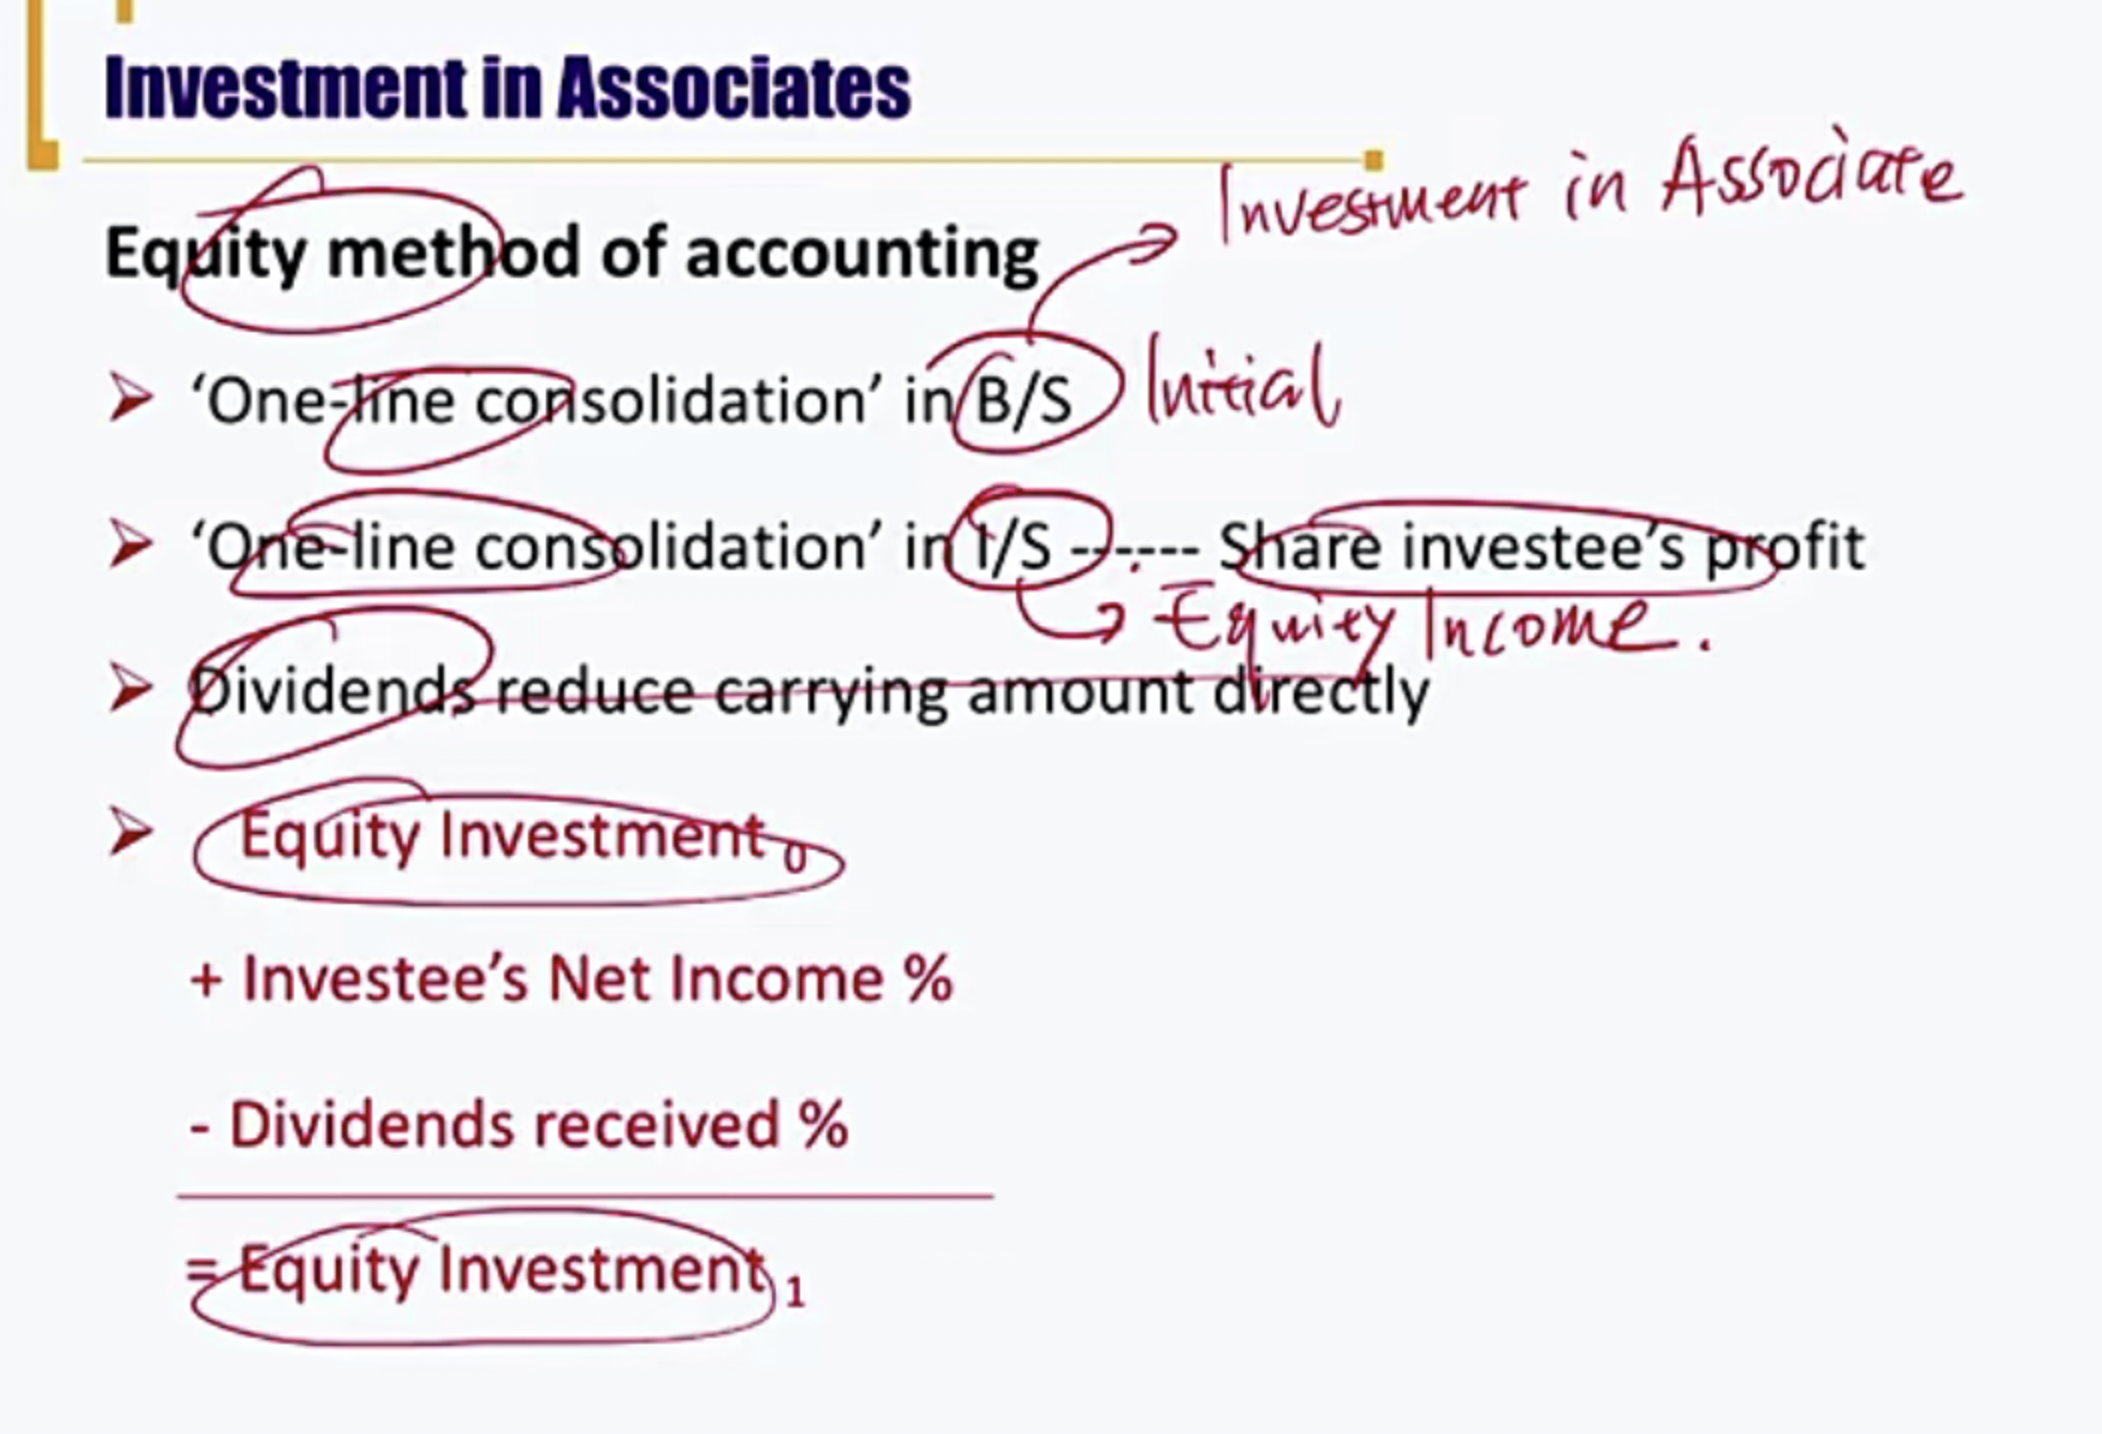 Investment in Associates
Investment in Associate
Equity method of accounting
‘One-line consolidation’ in B/S Initial
‘One-line consolidation’ in I/S ------ Share investee’s profit
Equity Income.
Dividends reduce carrying amount directly
Equity Investment 0
+ Investee’s Net Income %
- Dividends received %
= Equity Investment 1